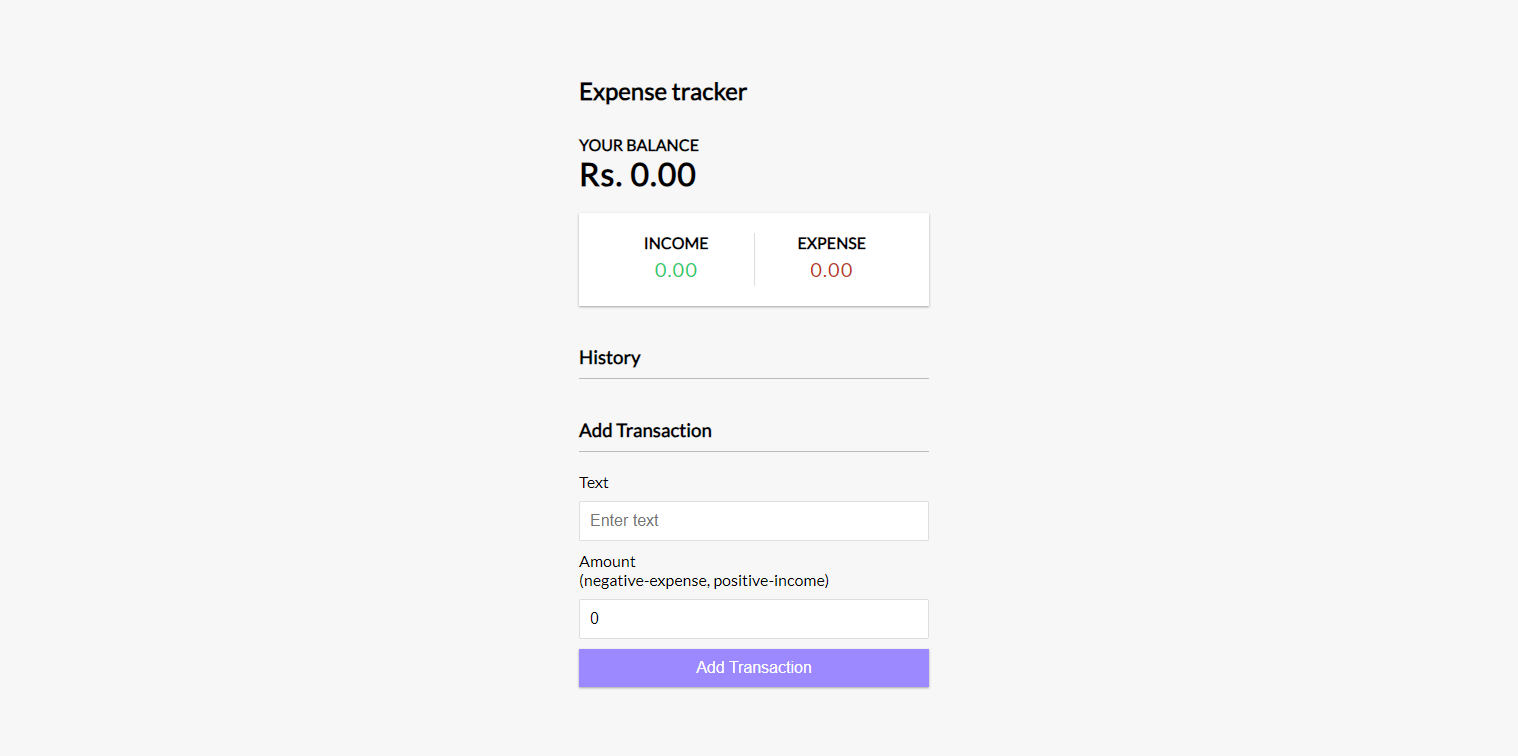 Expense tracker
YOUR BALANCE
Rs. 0.00
INCOME EXPENSE
0.00 0.00
History
Add Transaction
Text
Enter text
Amount
(negative-expense, positive-income)
0
Add Transaction